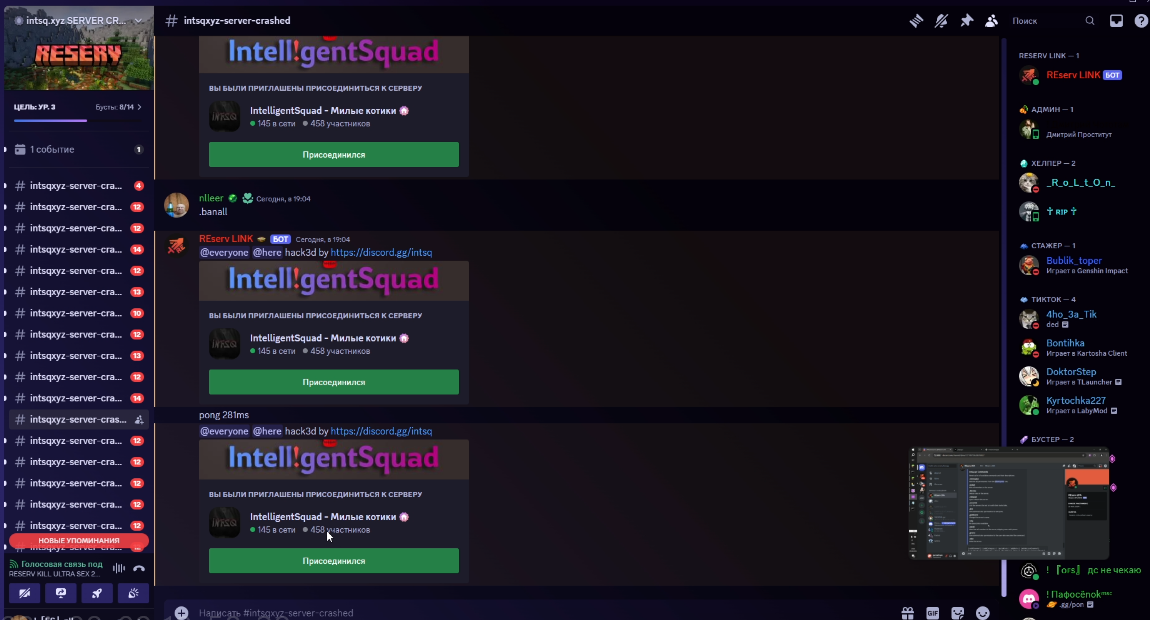 intsq.xyz SERVER CR...
RESERV
ЦЕЛЬ: УР. 3
Бусты: 8/14
1 событие
1
intsqxyz-server-cra...
4
intsqxyz-server-cra...
12
intsqxyz-server-cra...
12
intsqxyz-server-cra...
14
intsqxyz-server-cra...
12
intsqxyz-server-cra...
13
intsqxyz-server-cra...
10
intsqxyz-server-cra...
12
intsqxyz-server-cra...
13
intsqxyz-server-cra...
12
intsqxyz-server-cra...
14
intsqxyz-server-cras...
intsqxyz-server-cra...
12
intsqxyz-server-cra...
12
intsqxyz-server-cra...
12
intsqxyz-server-cra...
12
intsqxyz-server-cra...
12
НОВЫЕ УПОМИНАНИЯ
Голосовая связь под
RESERV KILL ULTRA SEX 2...
# intsqxyz-server-crashed
Поиск
Intell!gentSquad
ВЫ БЫЛИ ПРИГЛАШЕНЫ ПРИСОЕДИНИТЬСЯ К СЕРВЕРУ
IntelligentSquad - Милые котики
145 в сети 458 участников
Присоединился
nlleer Сегодня, в 19:04
.banall
REserv LINK БОТ Сегодня, в 19:04
@everyone @here hack3d by https://discord.gg/intsq
Intell!gentSquad
ВЫ БЫЛИ ПРИГЛАШЕНЫ ПРИСОЕДИНИТЬСЯ К СЕРВЕРУ
IntelligentSquad - Милые котики
145 в сети 458 участников
Присоединился
pong 281ms
@everyone @here hack3d by https://discord.gg/intsq
Intell!gentSquad
ВЫ БЫЛИ ПРИГЛАШЕНЫ ПРИСОЕДИНИТЬСЯ К СЕРВЕРУ
IntelligentSquad - Милые котики
145 в сети 458 участников
Присоединился
Написать #intsqxyz-server-crashed
GIF
RESERV LINK — 1
REserv LINK БОТ
АДМИН — 1
Дмитрий Проститут
ХЕЛПЕР — 2
_R_o_L_t_O_n_
✝ RIP ✝
СТАЖЕР — 1
Bublik_toper
Играет в Genshin Impact
ТИКТОК — 4
4ho_3a_Tik
ded
Bontihka
Играет в Kartosha Client
DoktorStep
Играет в TLauncher
Kyrtochka227
Играет в LabyMod
БУСТЕР — 2
! 『ors』 дс не чекаю
! Пафосёнокᵐᵃᶜ
.gg/pon